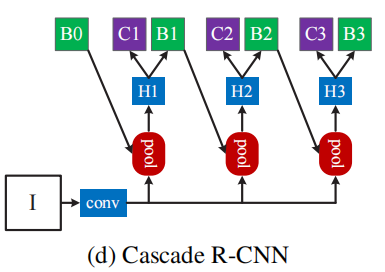 B0 C1 B1 C2 B2 C3 B3
H1 H2 H3
pool pool pool
I conv
(d) Cascade R-CNN